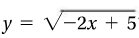 y = √-2x + 5